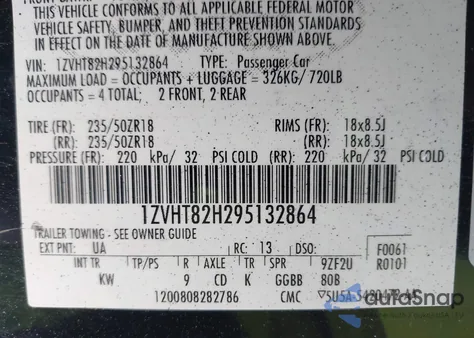 THIS VEHICLE CONFORMS TO ALL APPLICABLE FEDERAL MOTOR
VEHICLE SAFETY, BUMPER, AND THEFT PREVENTION STANDARDS
IN EFFECT ON THE DATE OF MANUFACTURE SHOWN ABOVE.
VIN: 1ZVHT82H295132864 TYPE: Passenger Car
MAXIMUM LOAD = OCCUPANTS + LUGGAGE = 326KG/ 720LB
OCCUPANTS = 4 TOTAL; 2 FRONT, 2 REAR
TIRE (FR): 235/50ZR18 RIMS (FR): 18x8.5J
(RR): 235/50ZR18 (RR): 18x8.5J
PRESSURE (FR): 220 kPa/ 32 PSI COLD (RR): 220 kPa/ 32 PSI COLD
1ZVHT82H295132864
TRAILER TOWING - SEE OWNER GUIDE
EXT PNT: UA RC: 13 DSO: F0061
INT TR TP/PS R AXLE TR SPR 9ZF2U R0101
KW 9 CD K GGBB 80B
1200808282786 CMC
autoSnap